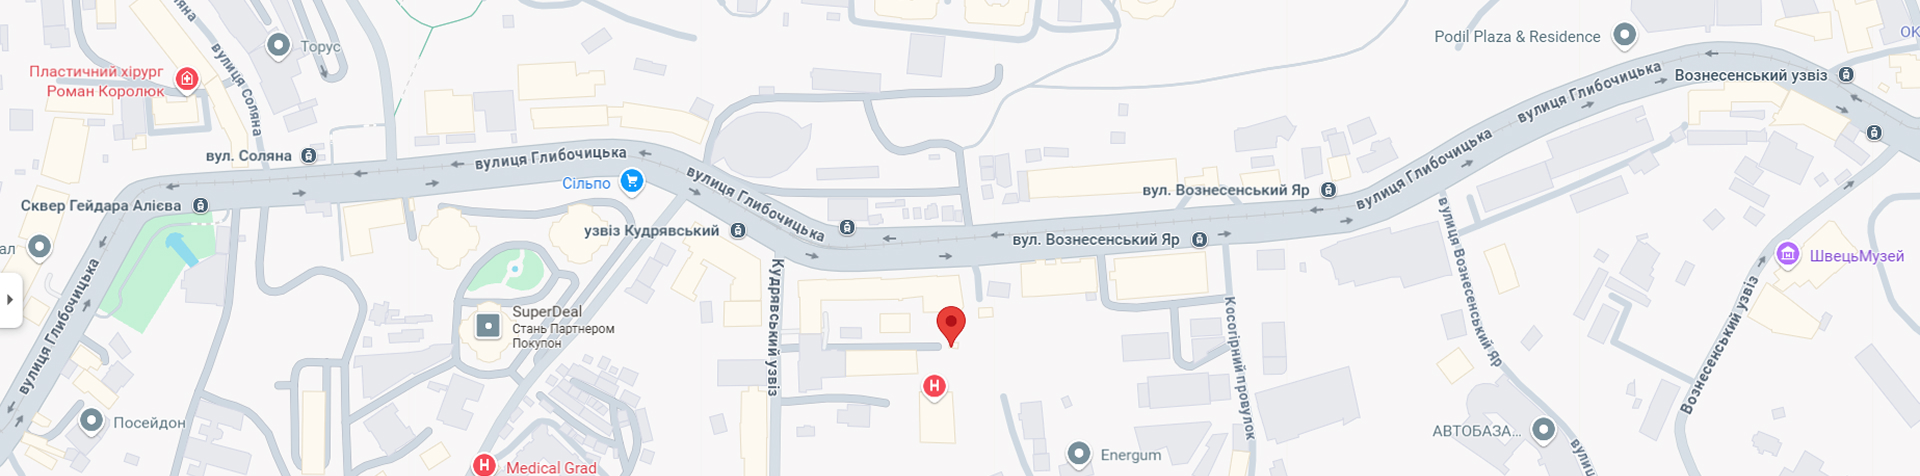 вулиця Соляна
Торус
Пластичний хірург
Роман Королюк
вул. Соляна
вулиця Глибочицька
Сільпо
Сквер Гейдара Алієва
вулиця Глибочицька
узвіз Кудрявський
вул. Вознесенський Яр
вул. Вознесенський Яр
вулиця Глибочицька
вулиця Глибочицька
Podil Plaza & Residence
Вознесенський узвіз
ШвецьМузей
вулиця Глибочицька
SuperDeal
Стань Партнером
Покупон
Кудрявський узвіз
Косогірний провулок
вулиця Вознесенський Яр
Вознесенський узвіз
Посейдон
Medical Grad
H
H
Energum
АВТОБАЗА...